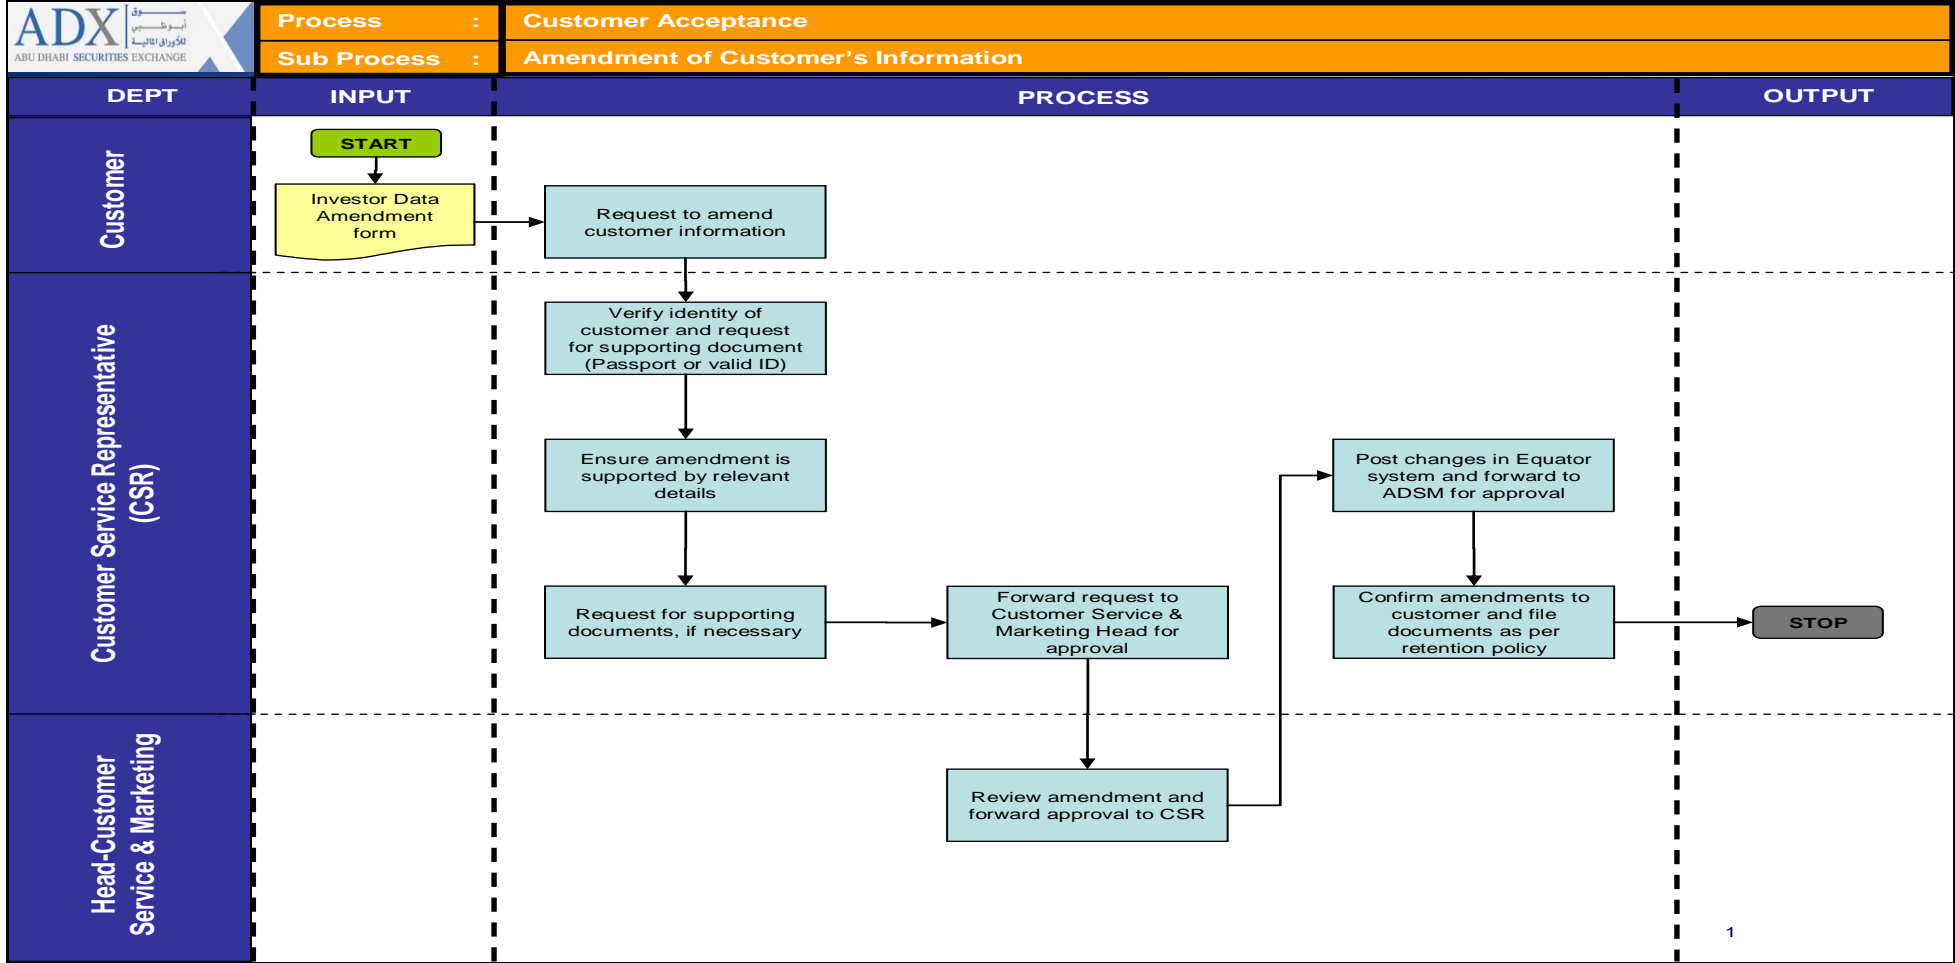 ADX
سوق
أبوظبي
للأوراق المالية
ABU DHABI SECURITIES EXCHANGE
Process :
Customer Acceptance
Sub Process :
Amendment of Customer’s Information
DEPT
INPUT
PROCESS
OUTPUT
Customer
START
Investor Data
Amendment
form
Request to amend
customer information
Customer Service Representative
(CSR)
Verify identity of
customer and request
for supporting document
(Passport or valid ID)
Ensure amendment is
supported by relevant
details
Request for supporting
documents, if necessary
Forward request to
Customer Service &
Marketing Head for
approval
Post changes in Equator
system and forward to
ADSM for approval
Confirm amendments to
customer and file
documents as per
retention policy
STOP
Head-Customer
Service & Marketing
Review amendment and
forward approval to CSR
1